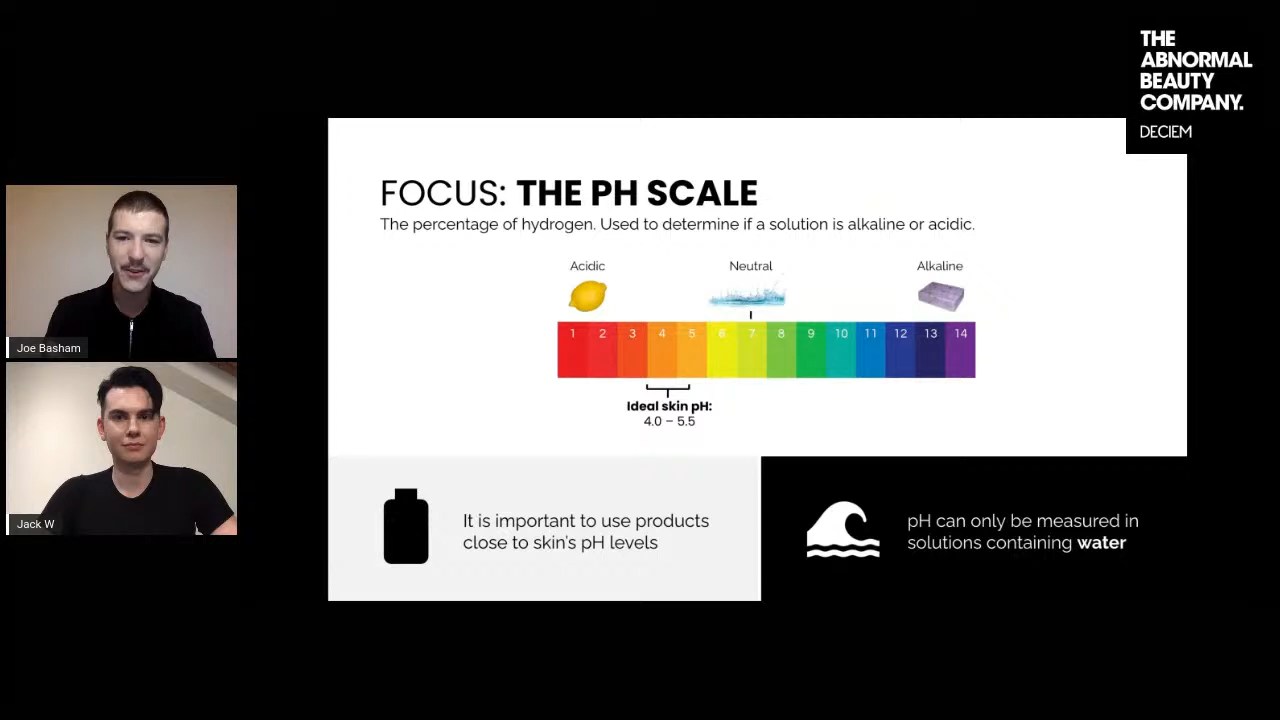 THE
ABNORMAL
BEAUTY
COMPANY.
DECIEM
FOCUS: THE PH SCALE
The percentage of hydrogen. Used to determine if a solution is alkaline or acidic.
Acidic Neutral Alkaline
1 2 3 4 5 6 7 8 9 10 11 12 13 14
Ideal skin pH:
4.0 – 5.5
It is important to use products
close to skin's pH levels
pH can only be measured in
solutions containing water
Joe Basham
Jack W